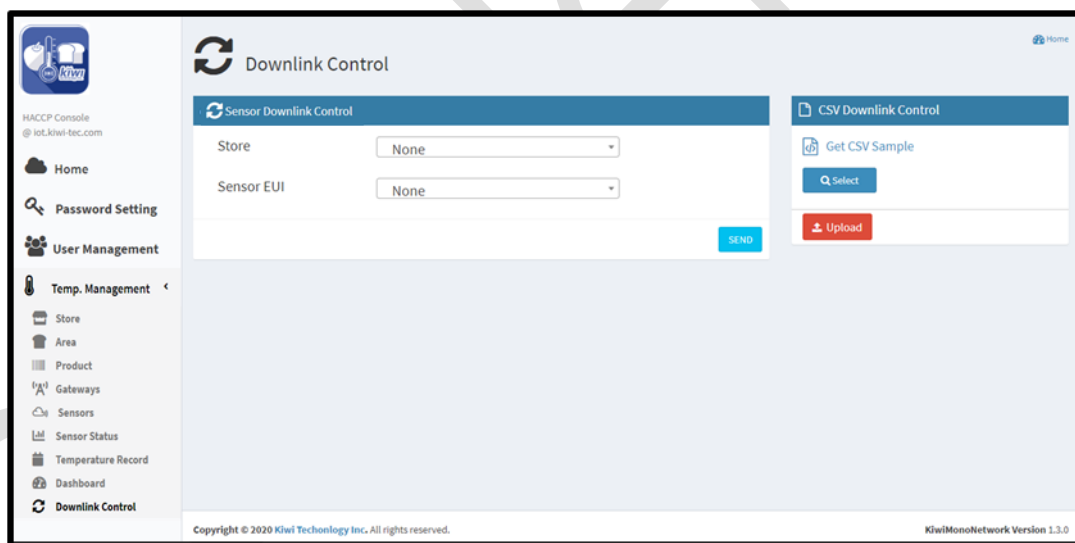 kiwi
HACCP Console
@ iot.kiwi-tec.com
Home
Password Setting
User Management
Temp. Management
Store
Area
Product
Gateways
Sensors
Sensor Status
Temperature Record
Dashboard
Downlink Control
Home
Downlink Control
Sensor Downlink Control
Store
None
Sensor EUI
None
SEND
CSV Downlink Control
Get CSV Sample
Select
Upload
Copyright © 2020 Kiwi Techonlogy Inc. All rights reserved.
KiwiMonoNetwork Version 1.3.0